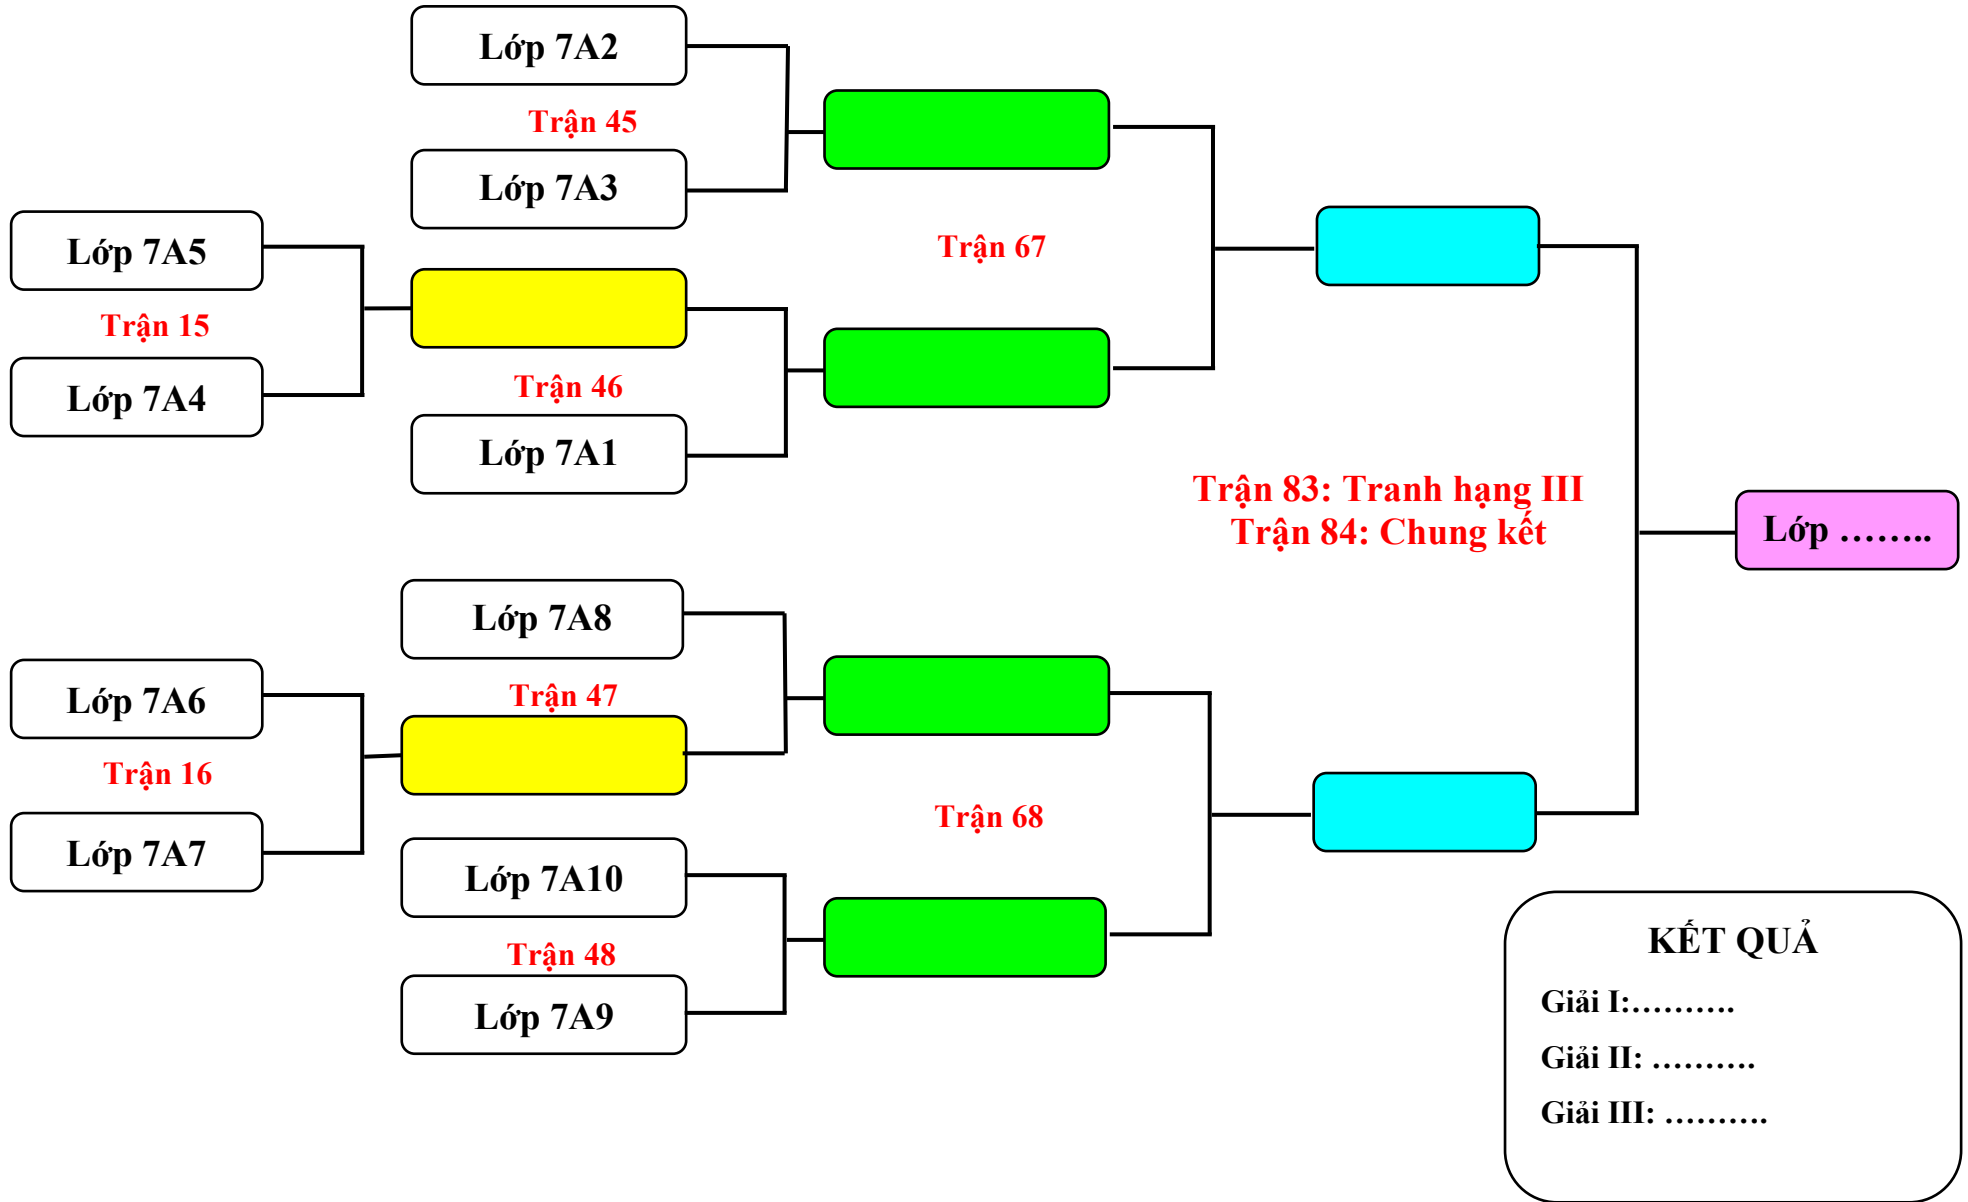 Lớp 7A2
Trận 45
Lớp 7A3
Lớp 7A5
Trận 15
Lớp 7A4
Trận 46
Lớp 7A1
Trận 67
Trận 83: Tranh hạng III
Trận 84: Chung kết
Lớp ……..
Lớp 7A8
Trận 47
Lớp 7A6
Trận 16
Lớp 7A7
Lớp 7A10
Trận 48
Lớp 7A9
Trận 68
KẾT QUẢ
Giải I:……….
Giải II: ……….
Giải III: ……….